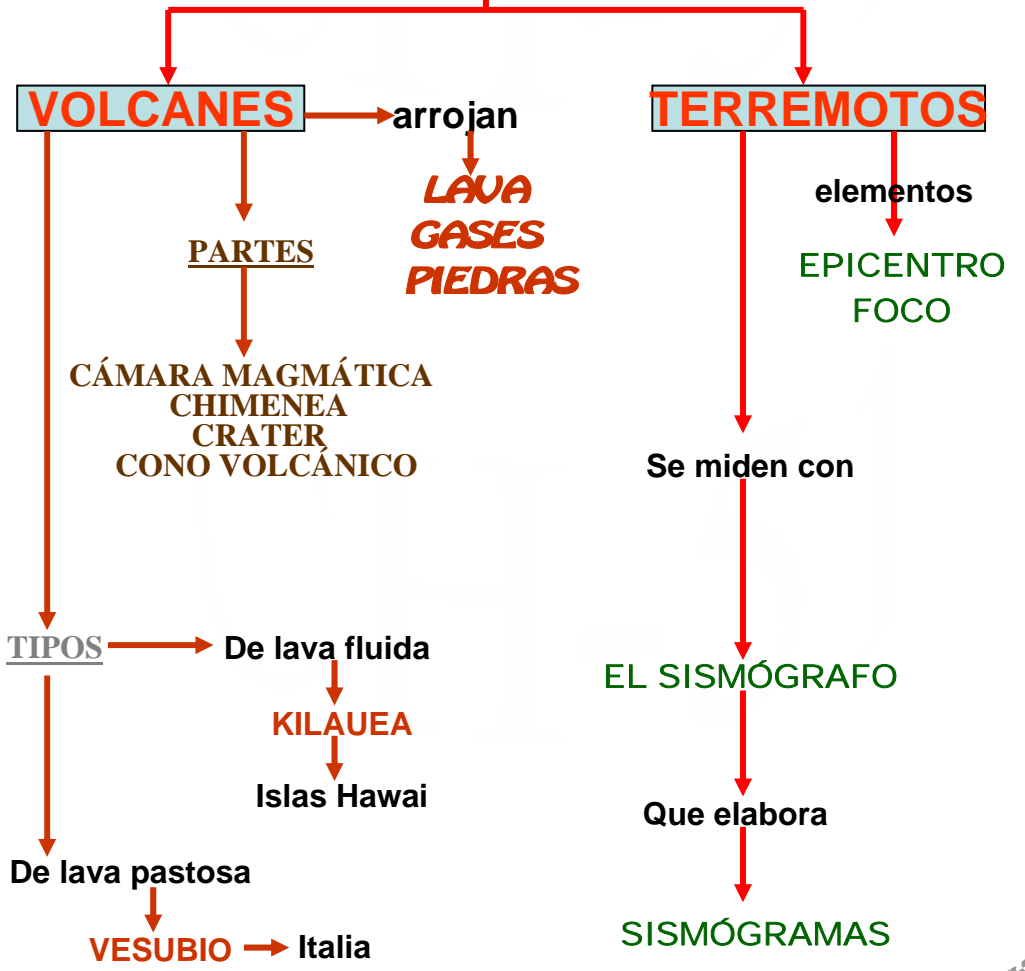 VOLCANES
arrojan
LAVA
GASES
PIEDRAS
PARTES
CÁMARA MAGMÁTICA
CHIMENEA
CRATER
CONO VOLCÁNICO
TIPOS
De lava fluida
KILAUEA
Islas Hawai
De lava pastosa
VESUBIO
Italia
TERREMOTOS
elementos
EPICENTRO
FOCO
Se miden con
EL SISMÓGRAFO
Que elabora
SISMÓGRAMAS